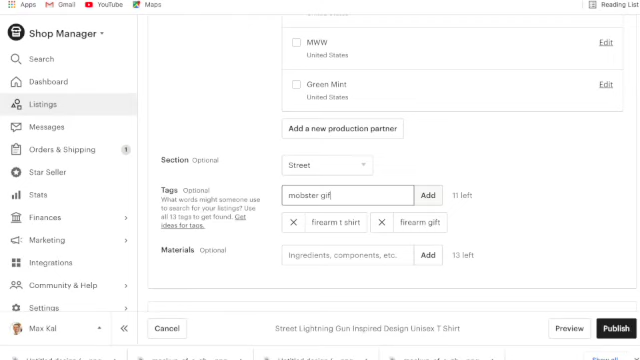 Apps Gmail YouTube Maps Reading List
Shop Manager
Search
Dashboard
Listings
Messages
Orders & Shipping 1
Star Seller
Stats
Finances
Marketing
Integrations
Community & Help
Settings
Max Kal
MWW Edit
United States
Green Mint Edit
United States
Add a new production partner
Section Optional Street
Tags Optional
What words might someone use
to search for your listings? Use
all 13 tags to get found. Get
ideas for tags.
mobster gif Add 11 left
firearm t shirt firearm gift
Materials Optional Ingredients, components, etc. Add 13 left
Cancel Street Lightning Gun Inspired Design Unisex T Shirt Preview Publish